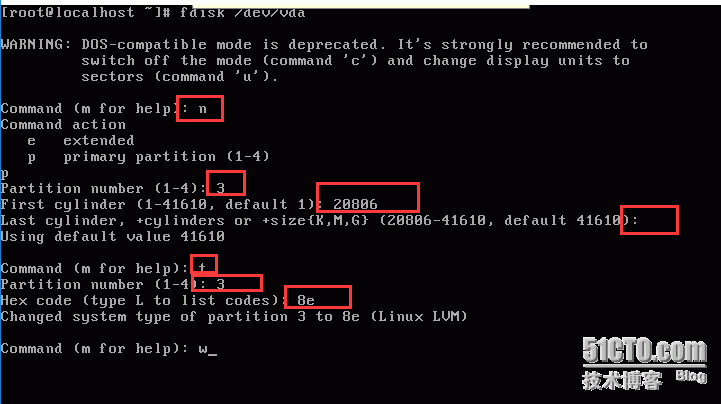 [root@localhost ~]# fdisk /dev/vda
WARNING: DOS-compatible mode is deprecated. It's strongly recommended to
switch off the mode (command 'c') and change display units to
sectors (command 'u').
Command (m for help): n
Command action
e   extended
p   primary partition (1-4)
p
Partition number (1-4): 3
First cylinder (1-41610, default 1): 20806
Last cylinder, +cylinders or +size{K,M,G} (20806-41610, default 41610):
Using default value 41610
Command (m for help): t
Partition number (1-4): 3
Hex code (type L to list codes): 8e
Changed system type of partition 3 to 8e (Linux LVM)
Command (m for help): w_
51CTO.com
技术博客 Blog